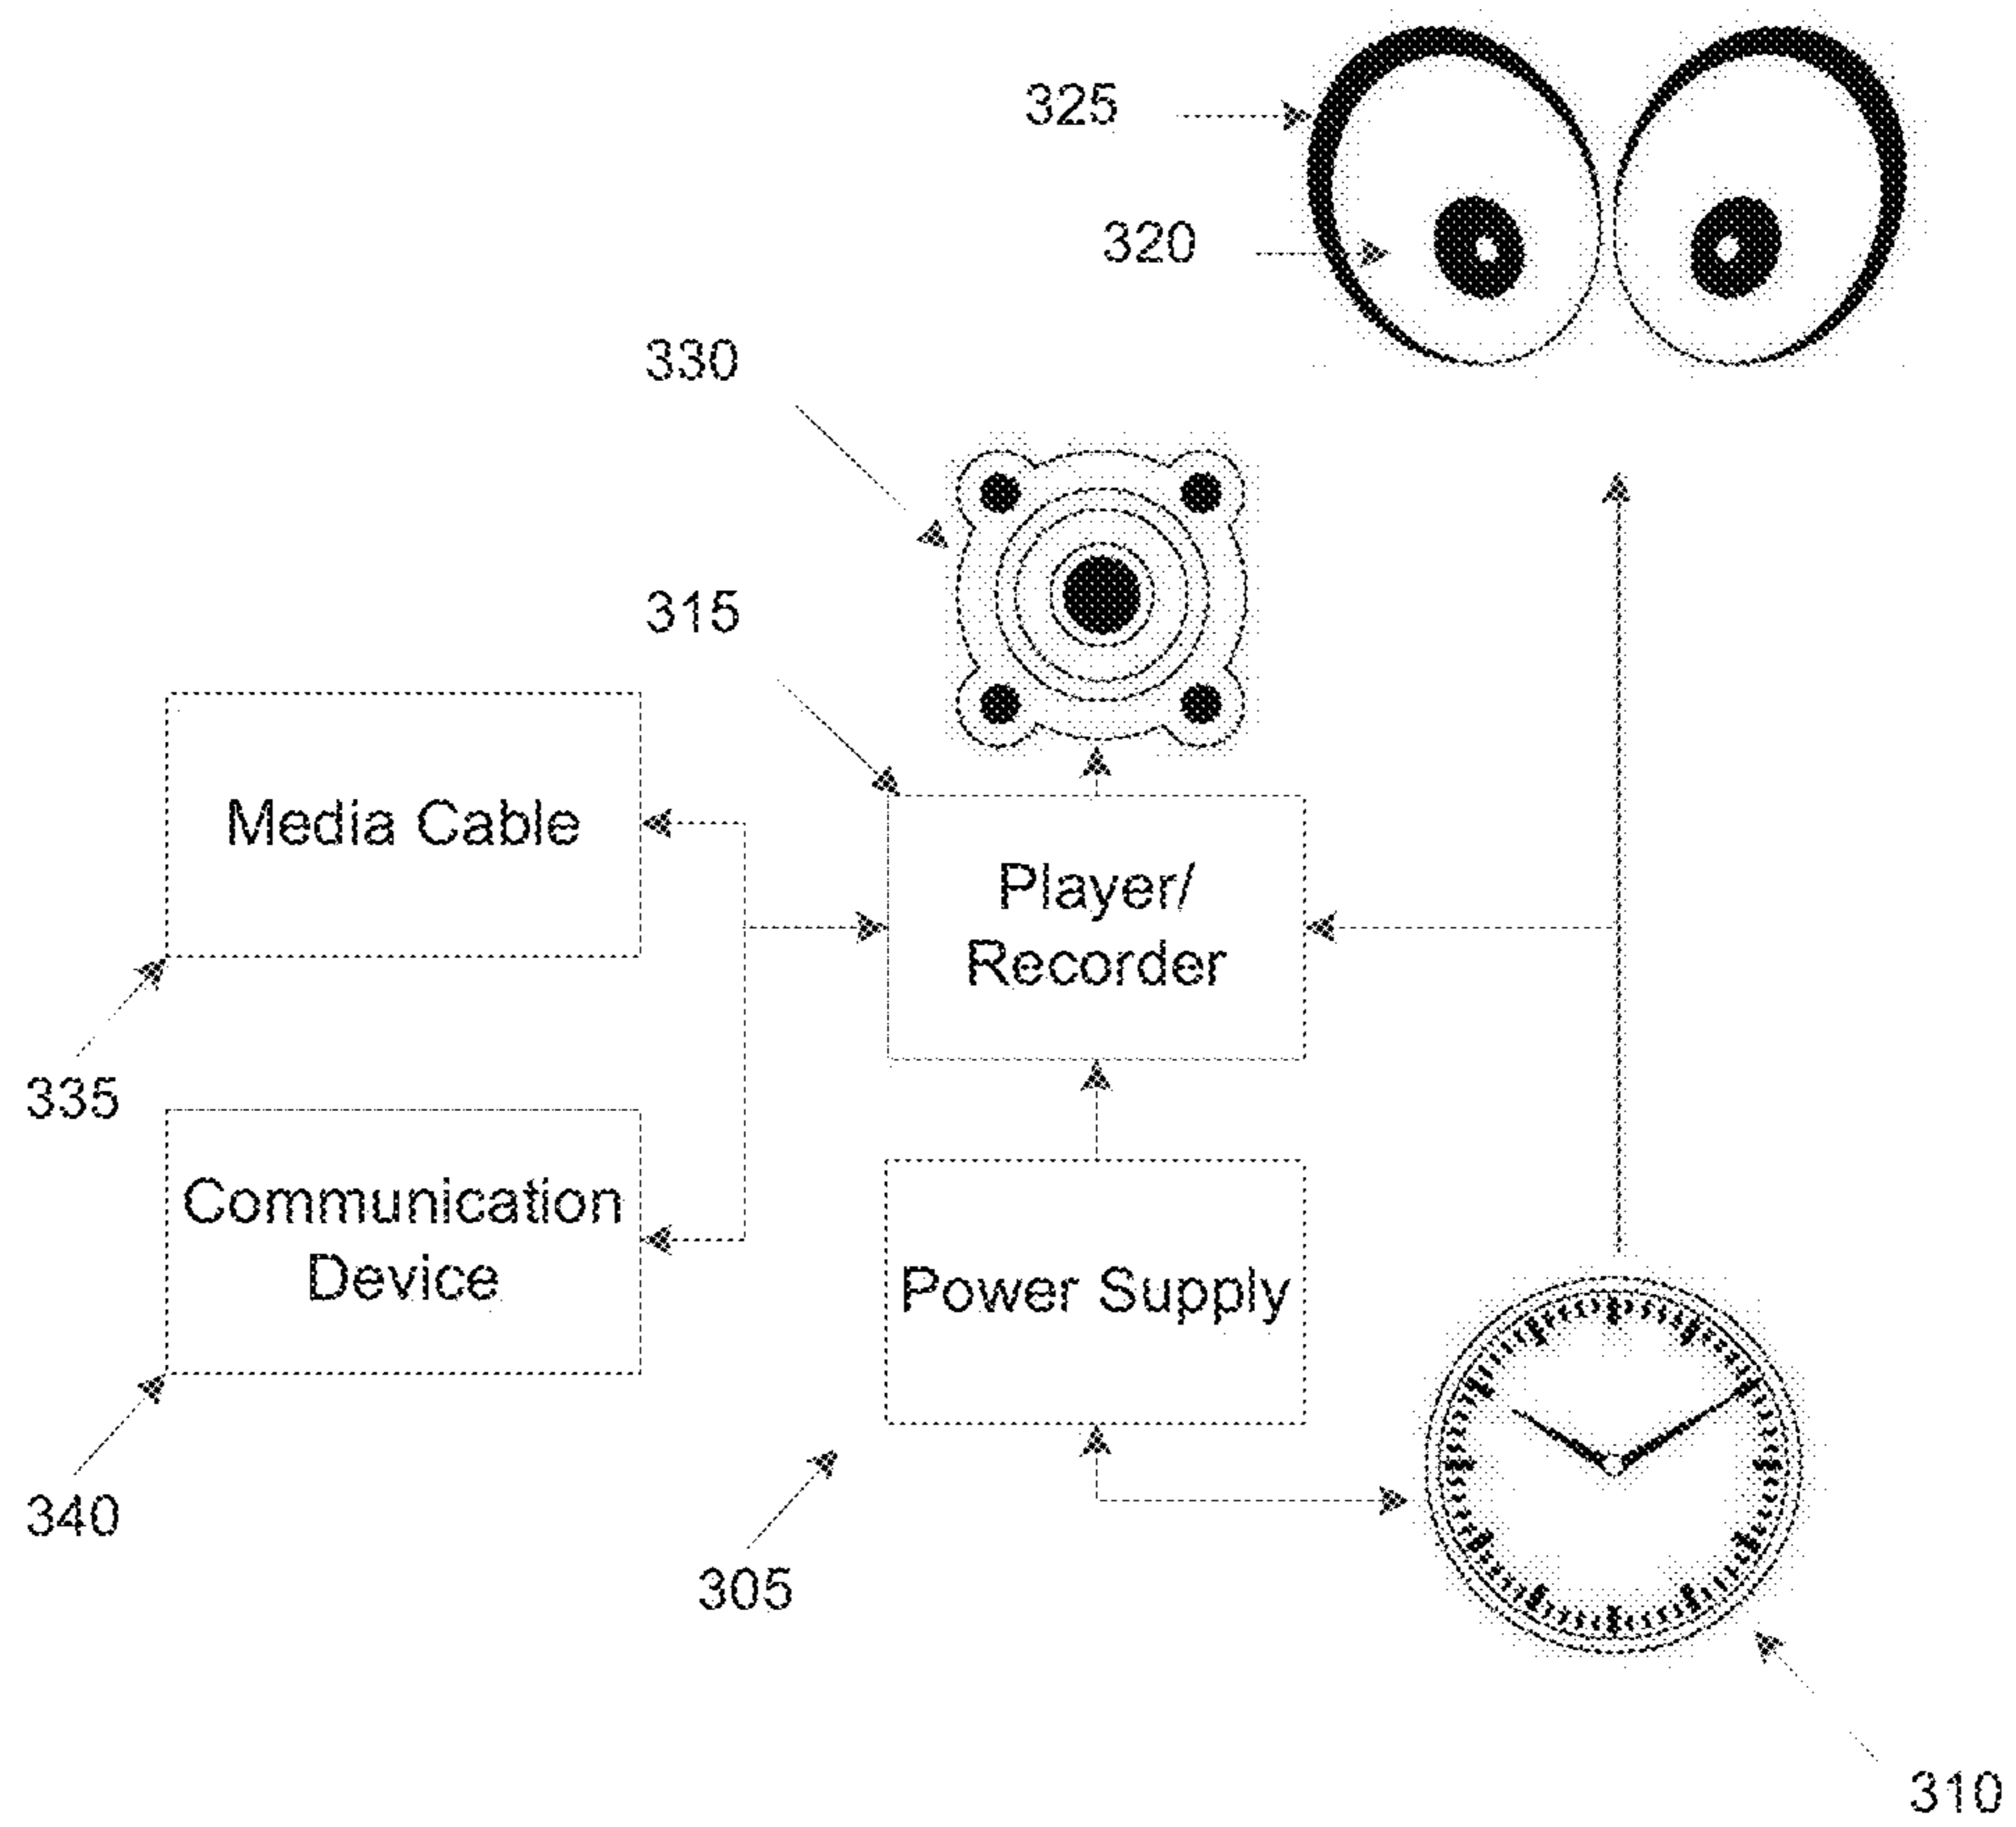 325
320
330
315
Media Cable
Player/
Recorder
335
Communication
Device
Power Supply
340
305
310